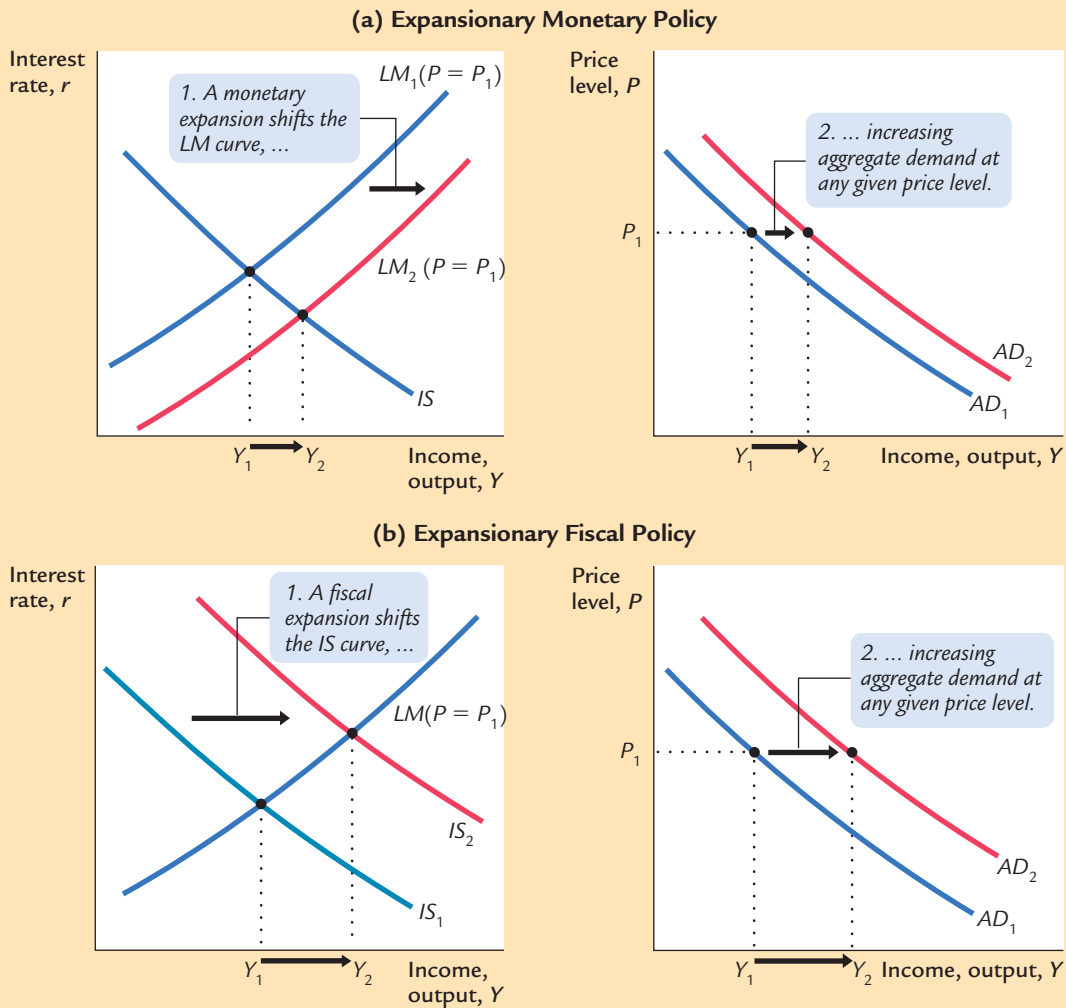 (a) Expansionary Monetary Policy
Interest
rate, r
1. A monetary
expansion shifts the
LM curve, ...
LM₁(P = P₁)
LM₂ (P = P₁)
IS
Y₁
Y₂
Income,
output, Y
Price
level, P
2. ... increasing
aggregate demand at
any given price level.
P₁
AD₂
AD₁
Y₁
Y₂
Income, output, Y
(b) Expansionary Fiscal Policy
Interest
rate, r
1. A fiscal
expansion shifts
the IS curve, ...
LM(P = P₁)
IS₂
IS₁
Y₁
Y₂
Income,
output, Y
Price
level, P
2. ... increasing
aggregate demand at
any given price level.
P₁
AD₂
AD₁
Y₁
Y₂
Income, output, Y